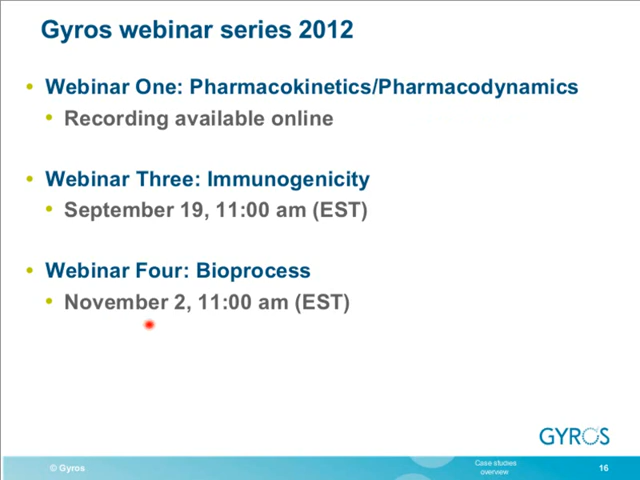 Gyros webinar series 2012
• Webinar One: Pharmacokinetics/Pharmacodynamics
• Recording available online
• Webinar Three: Immunogenicity
• September 19, 11:00 am (EST)
• Webinar Four: Bioprocess
• November 2, 11:00 am (EST)
GYROS
© Gyros
Case studies
overview
16